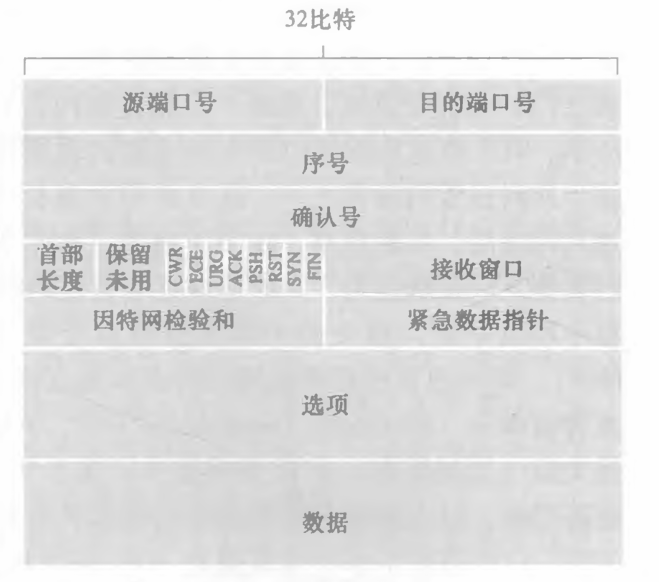 32比特
源端口号 目的端口号
序号
确认号
首部长度 保留未用 CWR ECE URG ACK PSH RST SYN FIN 接收窗口
因特网检验和 紧急数据指针
选项
数据